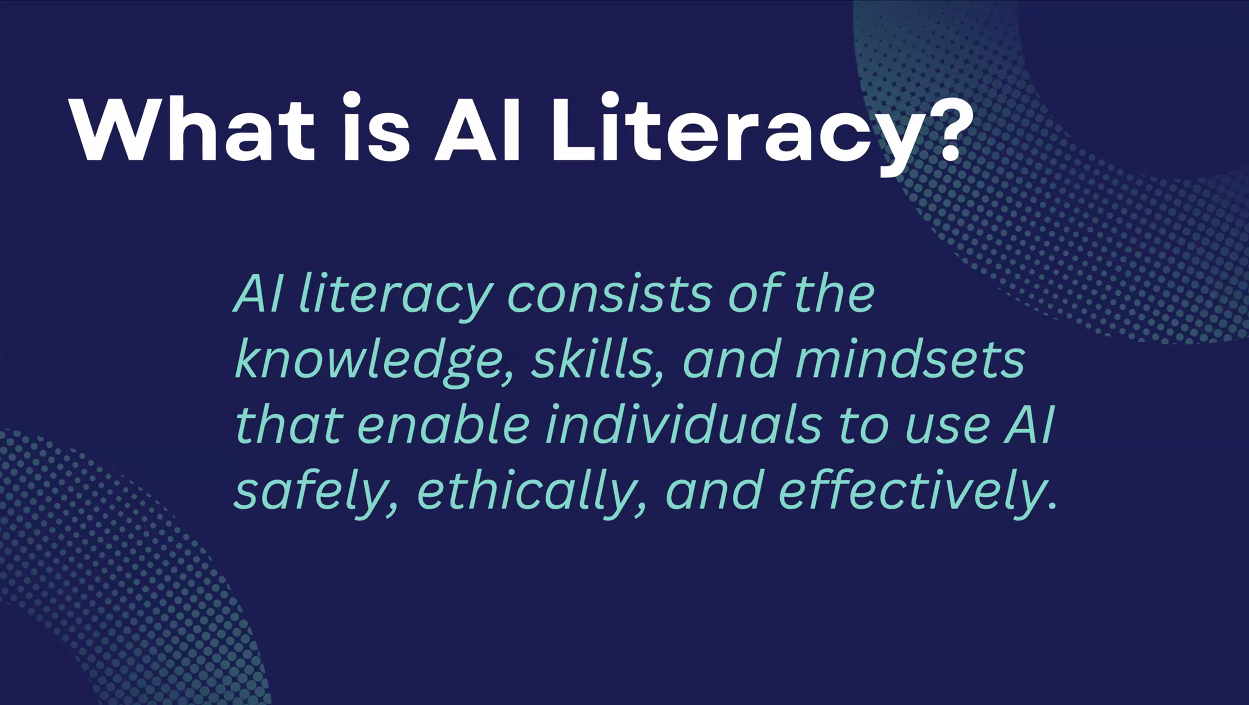 What is AI Literacy?
AI literacy consists of the
knowledge, skills, and mindsets
that enable individuals to use AI
safely, ethically, and effectively.